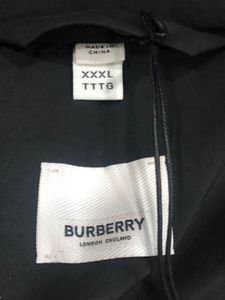 MADE IN
CHINA
XXXL
TTTG
BURBERRY
LONDON ENGLAND